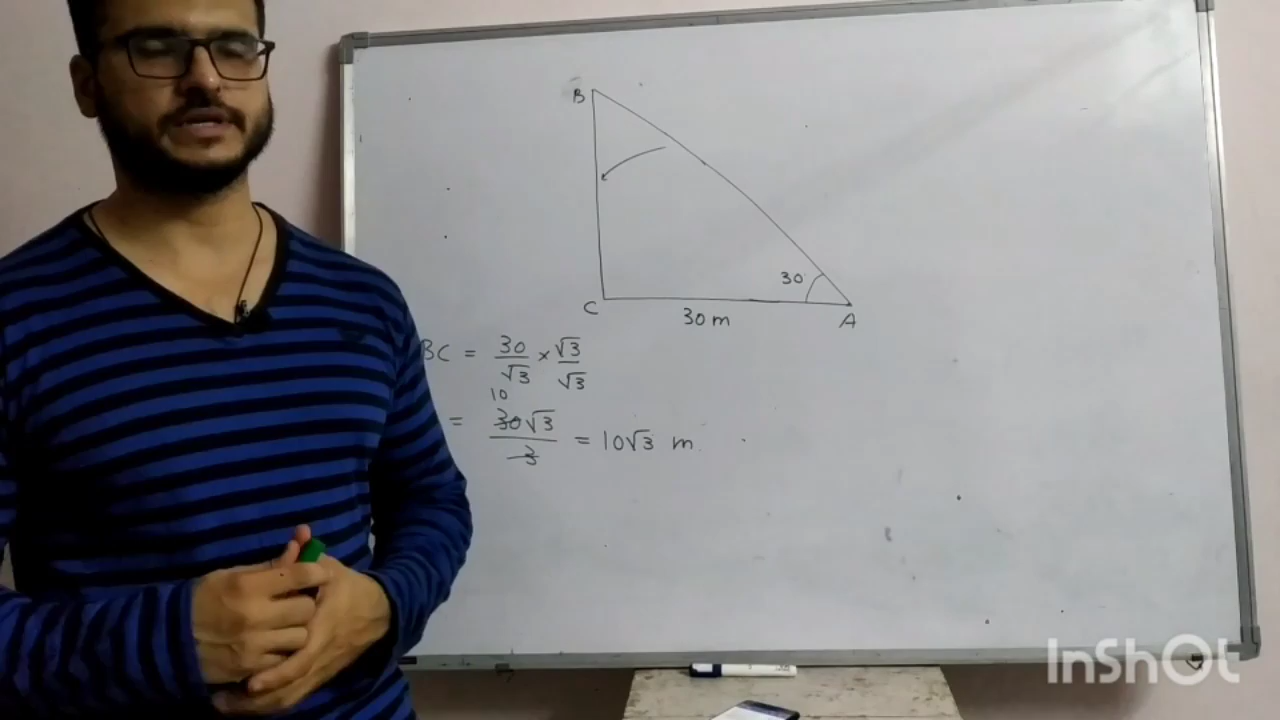 B
30
C
30 m
A
BC = 30/√3 × √3/√3
10
= 30√3/3 = 10√3 m.
InShOt